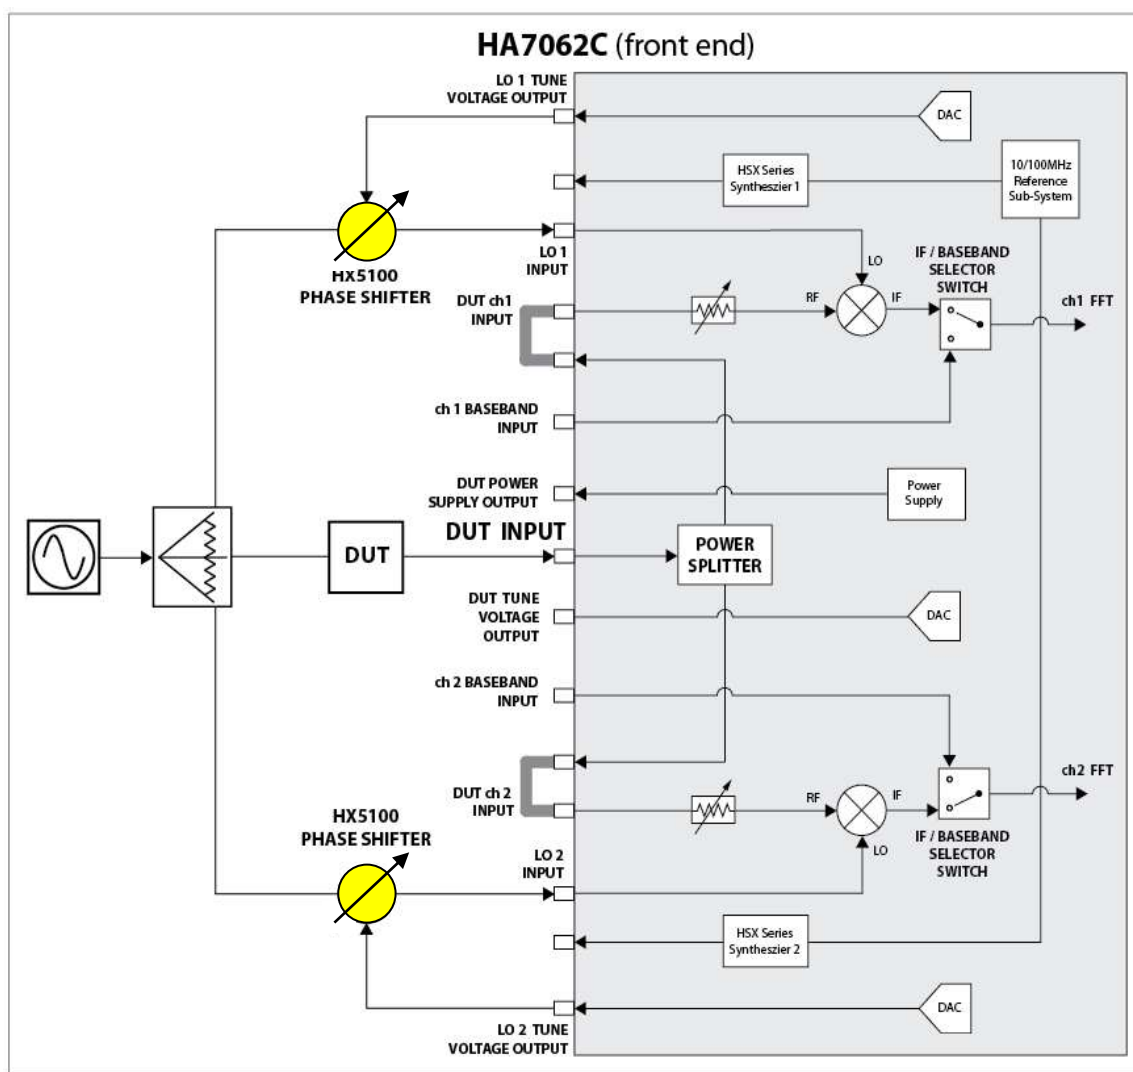 HA7062C (front end)
LO 1 TUNE
VOLTAGE OUTPUT
DAC
HSX Series
Syntheszier 1
10/100MHz
Reference
Sub-System
HX5100
PHASE SHIFTER
LO 1
INPUT
LO
IF / BASEBAND
SELECTOR
SWITCH
DUT ch1
INPUT
RF
IF
ch1 FFT
ch 1 BASEBAND
INPUT
DUT POWER
SUPPLY OUTPUT
Power
Supply
DUT INPUT
DUT
POWER
SPLITTER
DUT TUNE
VOLTAGE
OUTPUT
DAC
ch 2 BASEBAND
INPUT
ch2 FFT
DUT ch 2
INPUT
RF
IF
HX5100
PHASE SHIFTER
LO
IF / BASEBAND
SELECTOR
SWITCH
LO 2
INPUT
HSX Series
Syntheszier 2
DAC
LO 2 TUNE
VOLTAGE OUTPUT